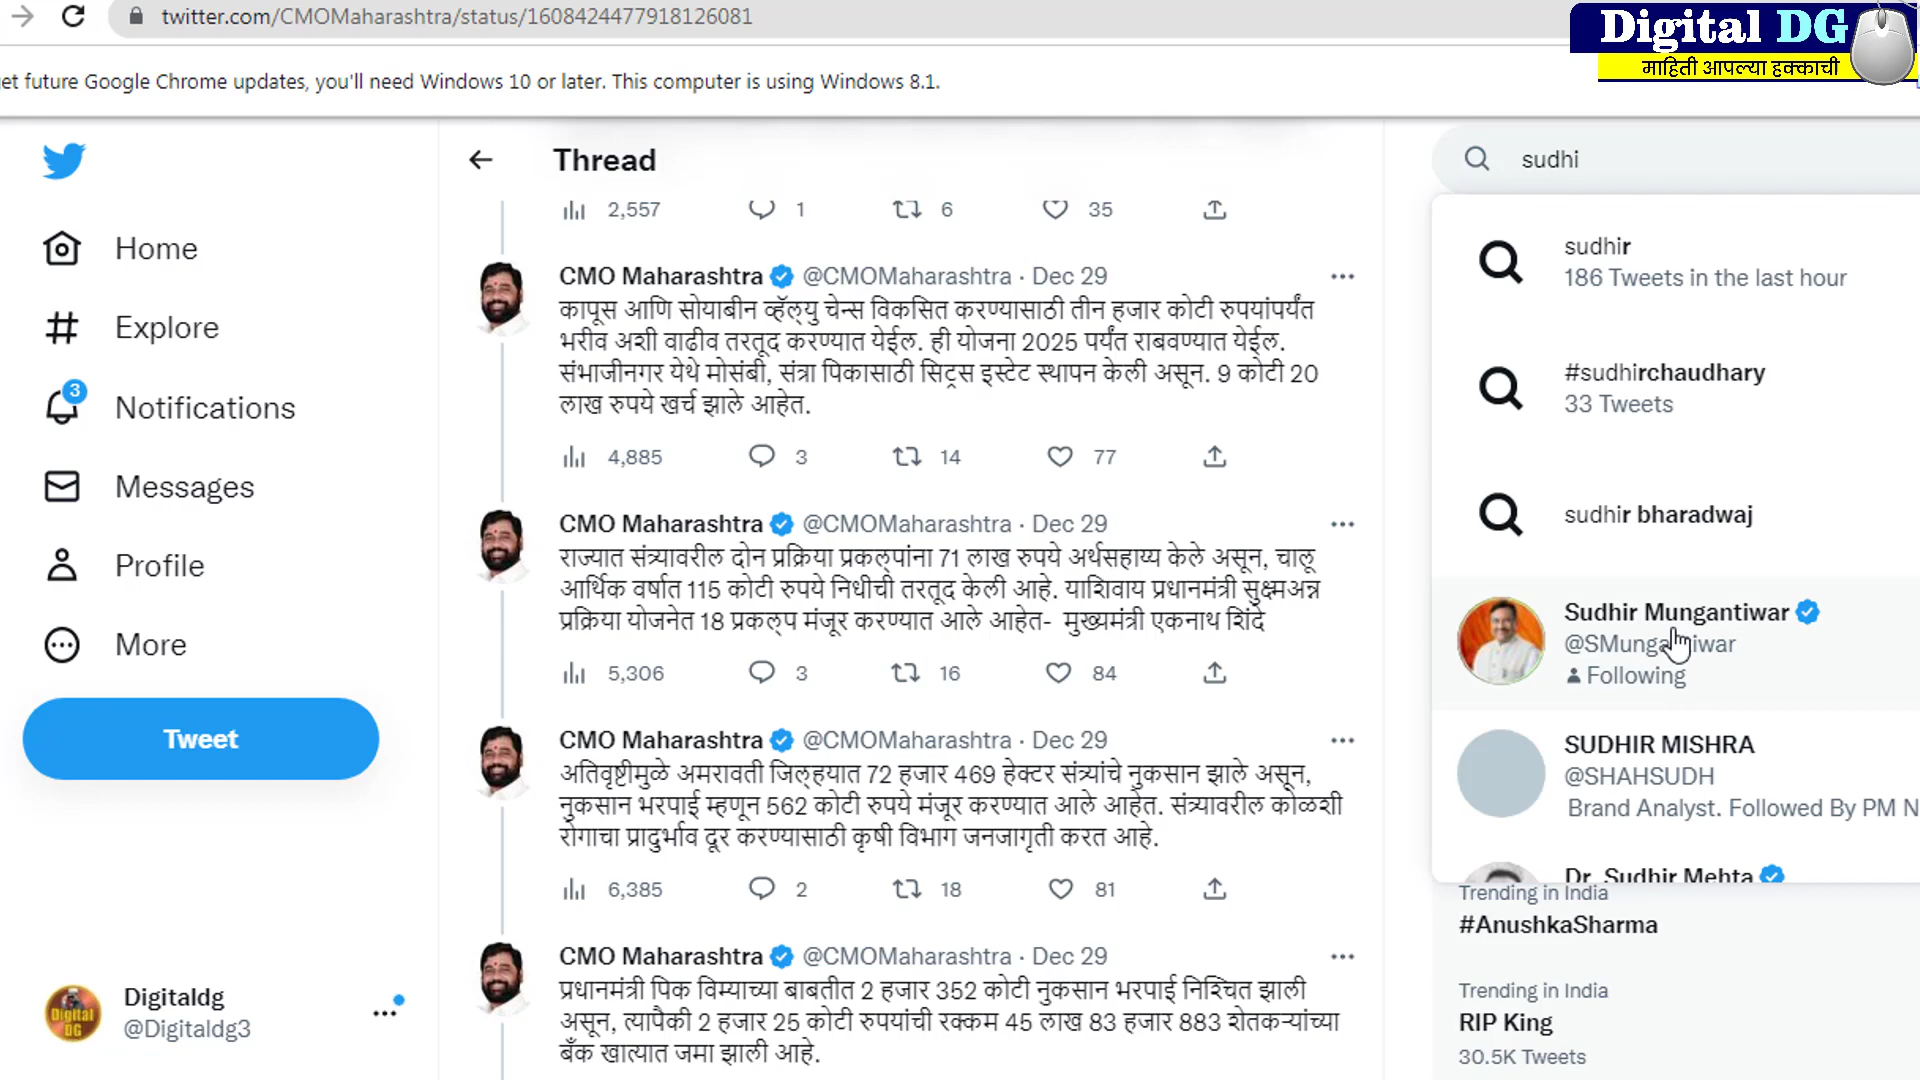 twitter.com/CMOMaharashtra/status/1608424477918126081
Digital DG
माहिती आपल्या हक्काची
et future Google Chrome updates, you'll need Windows 10 or later. This computer is using Windows 8.1.
Home
Explore
3
Notifications
Messages
Profile
More
Tweet
Digital DG
Digitaldg
@Digitaldg3
Thread
2,557 1 6 35
CMO Maharashtra @CMOMaharashtra · Dec 29
कापूस आणि सोयाबीन व्हॅल्यु चेन्स विकसित करण्यासाठी तीन हजार कोटी रुपयांपर्यंत
भरीव अशी वाढीव तरतूद करण्यात येईल. ही योजना 2025 पर्यंत राबवण्यात येईल.
संभाजीनगर येथे मोसंबी, संत्रा पिकासाठी सिट्रस इस्टेट स्थापन केली असून. 9 कोटी 20
लाख रुपये खर्च झाले आहेत.
4,885 3 14 77
CMO Maharashtra @CMOMaharashtra · Dec 29
राज्यात संत्र्यावरील दोन प्रक्रिया प्रकल्पांना 71 लाख रुपये अर्थसहाय्य केले असून, चालू
आर्थिक वर्षात 115 कोटी रुपये निधीची तरतूद केली आहे. याशिवाय प्रधानमंत्री सुक्ष्मअन्न
प्रक्रिया योजनेत 18 प्रकल्प मंजूर करण्यात आले आहेत- मुख्यमंत्री एकनाथ शिंदे
5,306 3 16 84
CMO Maharashtra @CMOMaharashtra · Dec 29
अतिवृष्टीमुळे अमरावती जिल्हयात 72 हजार 469 हेक्टर संत्र्यांचे नुकसान झाले असून,
नुकसान भरपाई म्हणून 562 कोटी रुपये मंजूर करण्यात आले आहेत. संत्र्यावरील कोळशी
रोगाचा प्रादुर्भाव दूर करण्यासाठी कृषी विभाग जनजागृती करत आहे.
6,385 2 18 81
CMO Maharashtra @CMOMaharashtra · Dec 29
प्रधानमंत्री पिक विम्याच्या बाबतीत 2 हजार 352 कोटी नुकसान भरपाई निश्चित झाली
असून, त्यापैकी 2 हजार 25 कोटी रुपयांची रक्कम 45 लाख 83 हजार 883 शेतकऱ्यांच्या
बँक खात्यात जमा झाली आहे.
sudhi
sudhir
186 Tweets in the last hour
#sudhirchaudhary
33 Tweets
sudhir bharadwaj
Sudhir Mungantiwar
@SMungantiwar
Following
SUDHIR MISHRA
@SHAHSUDH
Brand Analyst. Followed By PM N
Dr. Sudhir Mehta
Trending in India
#AnushkaSharma
Trending in India
RIP King
30.5K Tweets